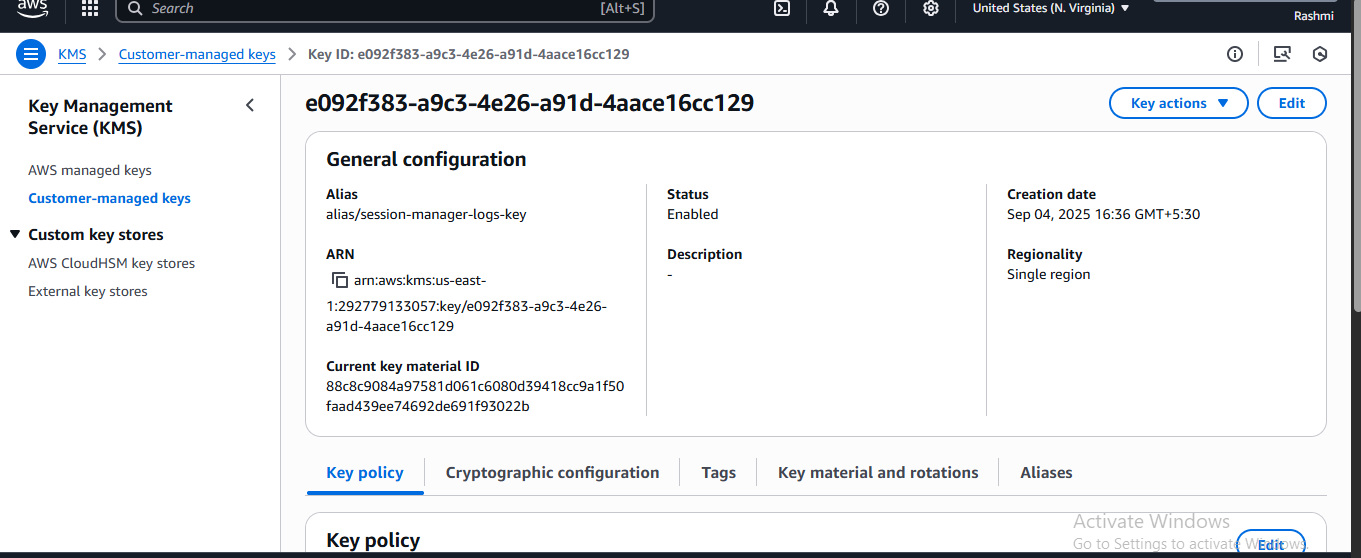 aws
Search
[Alt+S]
United States (N. Virginia)
Rashmi
KMS
Customer-managed keys
Key ID: e092f383-a9c3-4e26-a91d-4aace16cc129
Key Management
Service (KMS)
AWS managed keys
Customer-managed keys
Custom key stores
AWS CloudHSM key stores
External key stores
e092f383-a9c3-4e26-a91d-4aace16cc129
Key actions
Edit
General configuration
Alias
alias/session-manager-logs-key
ARN
arn:aws:kms:us-east-
1:292779133057:key/e092f383-a9c3-4e26-
a91d-4aace16cc129
Current key material ID
88c8c9084a97581d061c6080d39418cc9a1f50
faad439ee74692de691f93022b
Status
Enabled
Description
-
Creation date
Sep 04, 2025 16:36 GMT+5:30
Regionality
Single region
Key policy
Cryptographic configuration
Tags
Key material and rotations
Aliases
Key policy
Edit
Activate Windows
Go to Settings to activate Windows.